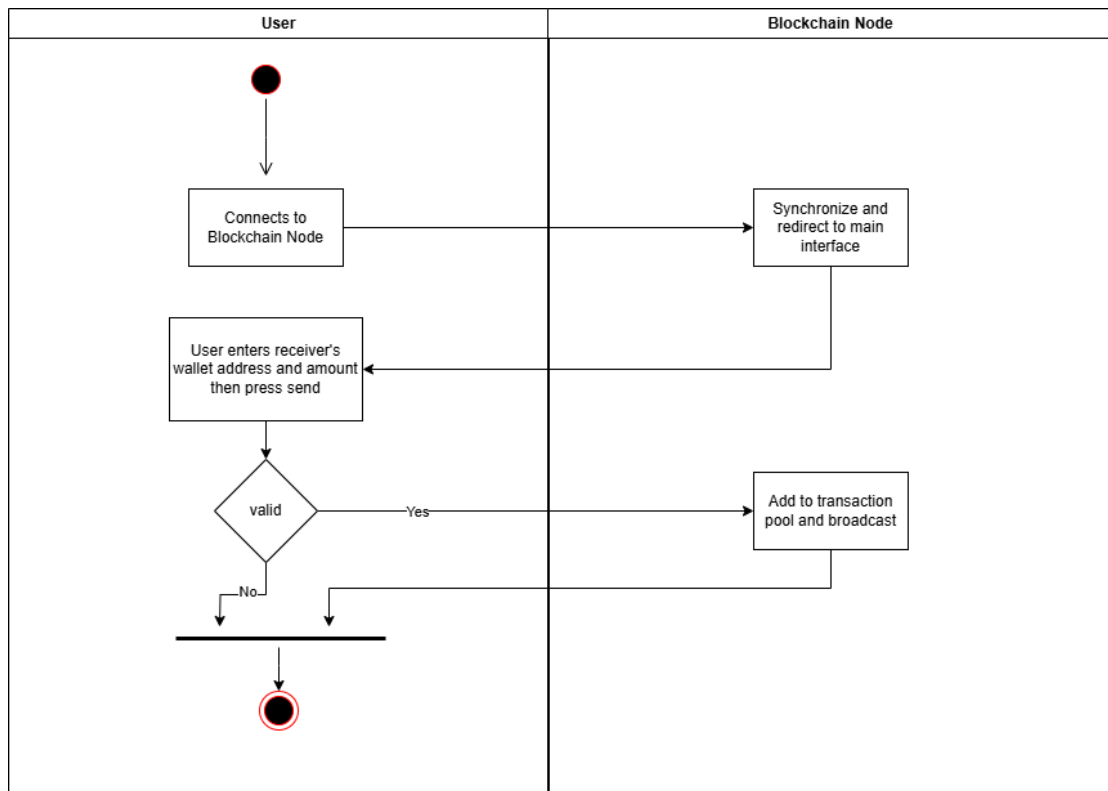 User
Blockchain Node
Connects to
Blockchain Node
Synchronize and
redirect to main
interface
User enters receiver's
wallet address and amount
then press send
valid
Yes
Add to transaction
pool and broadcast
No